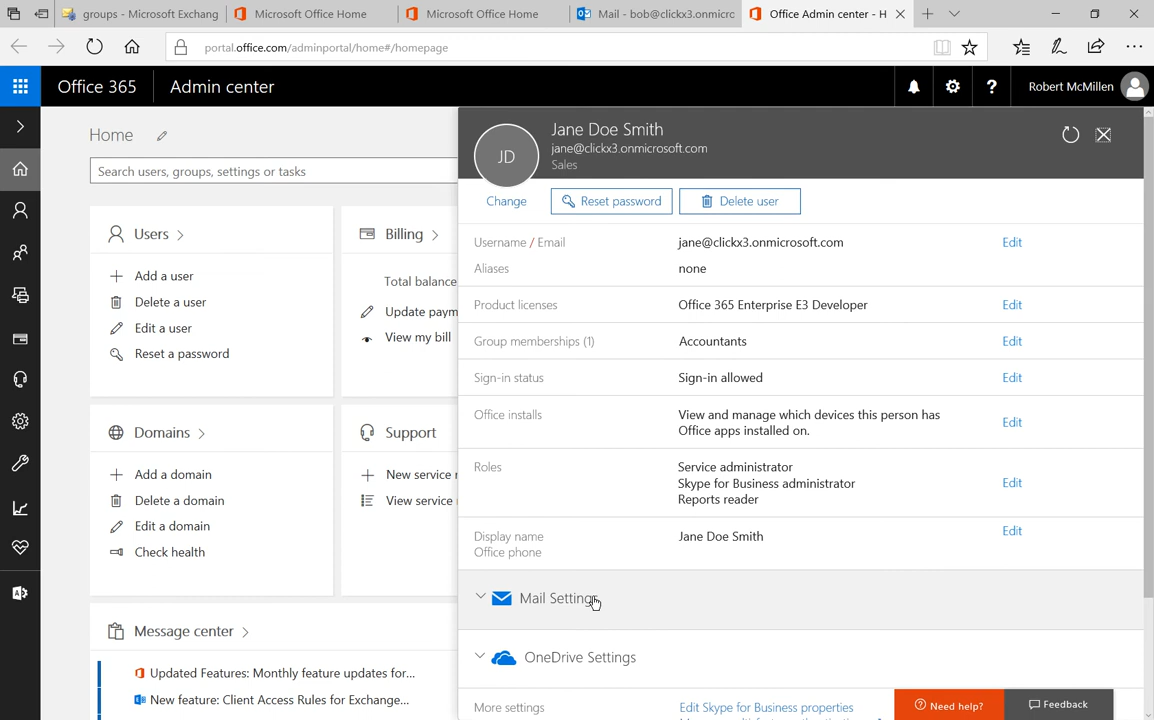 groups - Microsoft Exchang
Microsoft Office Home
Microsoft Office Home
Mail - bob@clickx3.onmicrc
Office Admin center - H
portal.office.com/adminportal/home#/homepage
Office 365
Admin center
Robert McMillen
Home
Search users, groups, settings or tasks
Users
Add a user
Delete a user
Edit a user
Reset a password
Billing
Total balance
Update paym
View my bill
Domains
Add a domain
Delete a domain
Edit a domain
Check health
Support
New service r
View service
Message center
Updated Features: Monthly feature updates for...
New feature: Client Access Rules for Exchange...
JD
Jane Doe Smith
jane@clickx3.onmicrosoft.com
Sales
Change
Reset password
Delete user
Username / Email jane@clickx3.onmicrosoft.com Edit
Aliases none
Product licenses Office 365 Enterprise E3 Developer Edit
Group memberships (1) Accountants Edit
Sign-in status Sign-in allowed Edit
Office installs View and manage which devices this person has
Office apps installed on. Edit
Roles Service administrator
Skype for Business administrator Edit
Reports reader
Display name Jane Doe Smith Edit
Office phone
Mail Settings
OneDrive Settings
More settings Edit Skype for Business properties
Need help?
Feedback